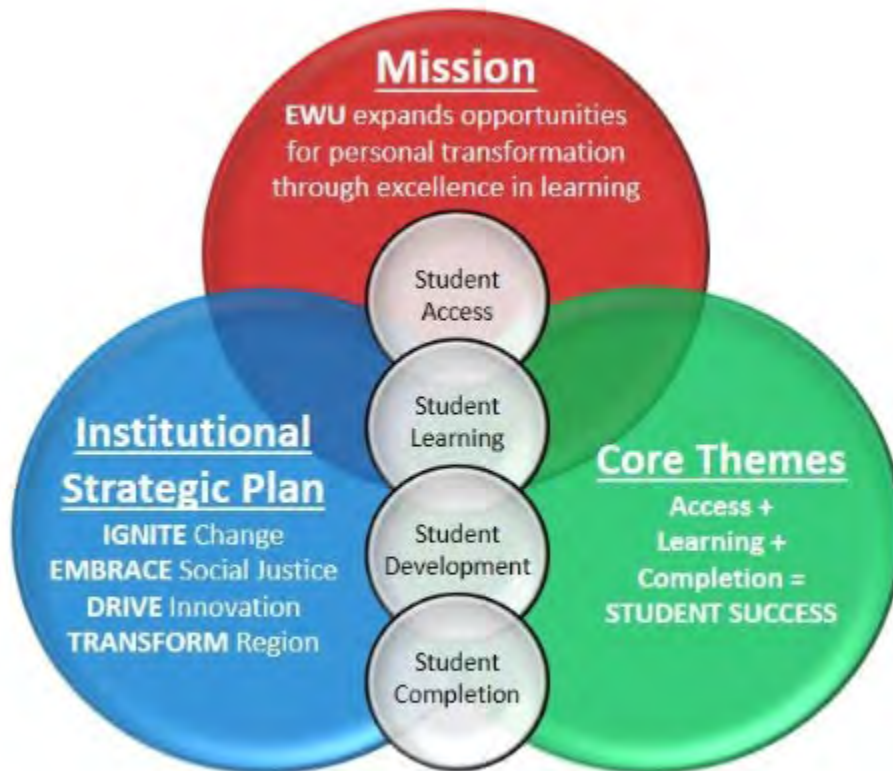 Mission
EWU expands opportunities
for personal transformation
through excellence in learning
Student
Access
Student
Learning
Student
Development
Student
Completion
Institutional
Strategic Plan
IGNITE Change
EMBRACE Social Justice
DRIVE Innovation
TRANSFORM Region
Core Themes
Access +
Learning +
Completion =
STUDENT SUCCESS